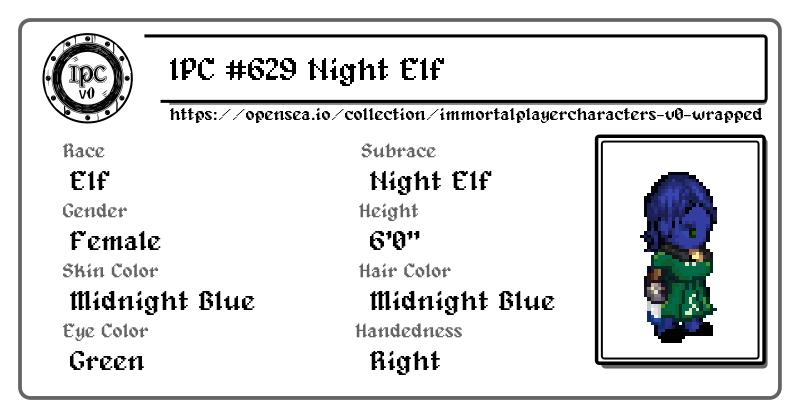 IPC
v0
IPC #629 Night Elf
https://opensea.io/collection/immortalplayercharacters-v0-wrapped
Race
Elf
Subrace
Night Elf
Gender
Female
Height
6'0"
Skin Color
Midnight Blue
Hair Color
Midnight Blue
Eye Color
Green
Handedness
Right